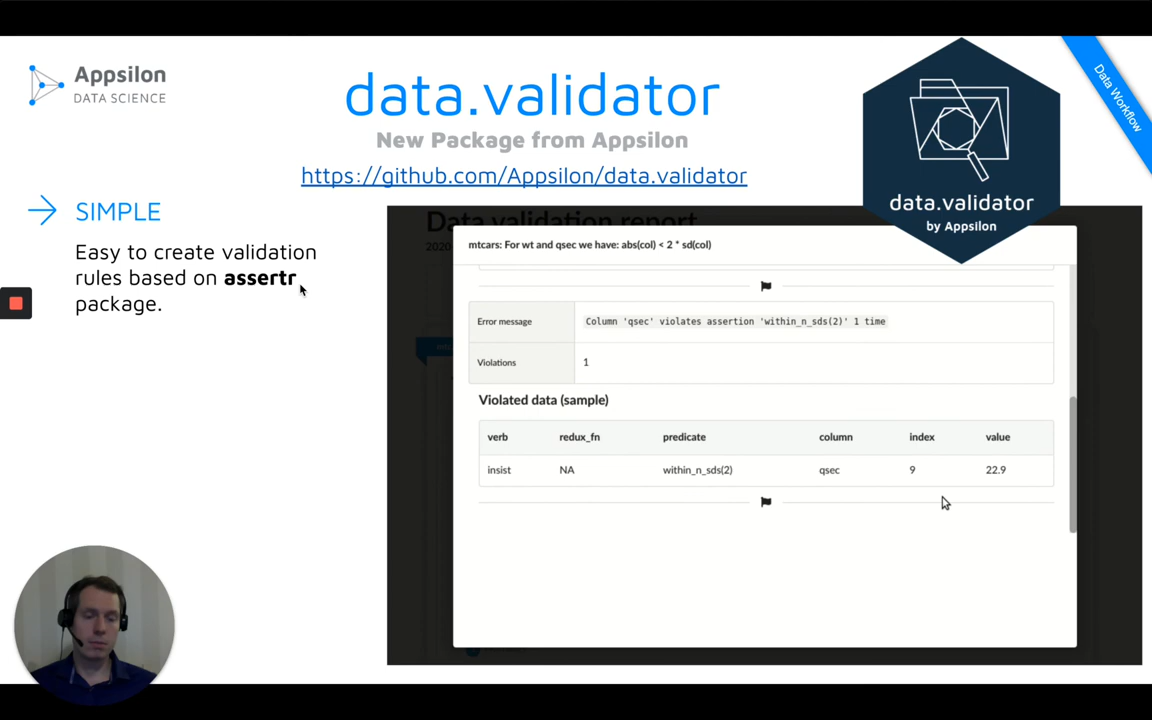 Appsilon
DATA SCIENCE
data.validator
New Package from Appsilon
https://github.com/Appsilon/data.validator
Data Workflow
data.validator
by Appsilon
SIMPLE
Easy to create validation
rules based on assertr
package.
Data validation report
mtcars: For wt and qsec we have: abs(col) < 2 * sd(col)
Error message Column 'qsec' violates assertion 'within_n_sds(2)' 1 time
Violations 1
Violated data (sample)
verb redux_fn predicate column index value
insist NA within_n_sds(2) qsec 9 22.9